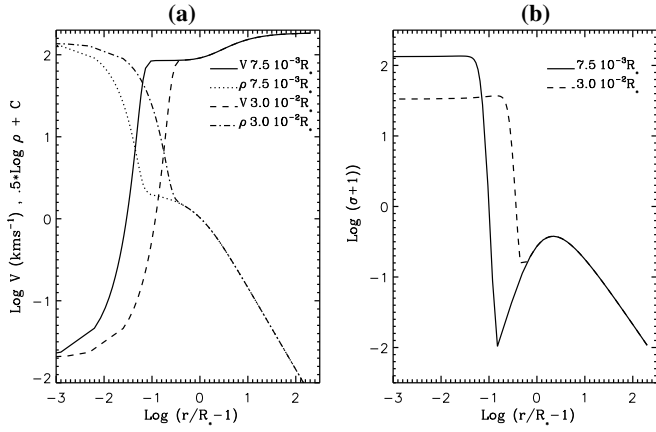 (a)
(b)
V 7.5 10⁻³R⋆
ρ 7.5 10⁻³R⋆
V 3.0 10⁻²R⋆
ρ 3.0 10⁻²R⋆
7.5 10⁻³R⋆
3.0 10⁻²R⋆
Log V (kms⁻¹) , .5*Log ρ + C
2
1
0
-1
-2
-3 -2 -1 0 1 2
Log (r/R⋆-1)
Log (σ+1))
2
1
0
-1
-2
-3 -2 -1 0 1 2
Log (r/R⋆-1)